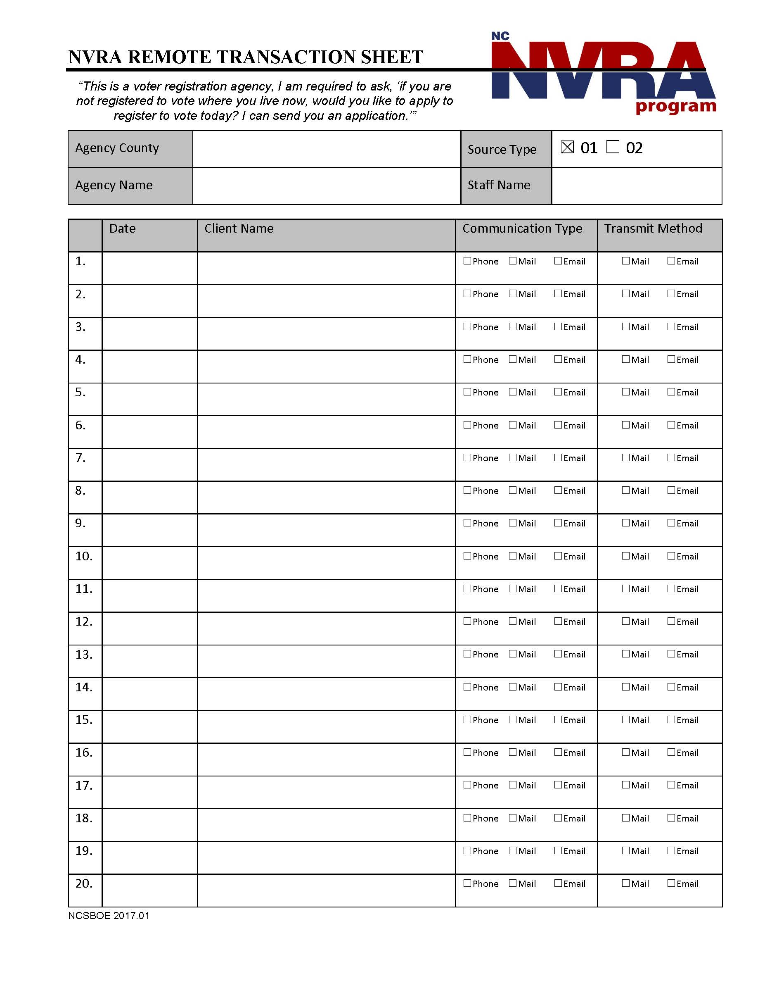 NC
NVRA
program
NVRA REMOTE TRANSACTION SHEET
“This is a voter registration agency, I am required to ask, ‘if you are
not registered to vote where you live now, would you like to apply to
register to vote today? I can send you an application.’”
Agency County Source Type ☒ 01 ☐ 02
Agency Name Staff Name
Date Client Name Communication Type Transmit Method
1. ☐Phone ☐Mail ☐Email ☐Mail ☐Email
2. ☐Phone ☐Mail ☐Email ☐Mail ☐Email
3. ☐Phone ☐Mail ☐Email ☐Mail ☐Email
4. ☐Phone ☐Mail ☐Email ☐Mail ☐Email
5. ☐Phone ☐Mail ☐Email ☐Mail ☐Email
6. ☐Phone ☐Mail ☐Email ☐Mail ☐Email
7. ☐Phone ☐Mail ☐Email ☐Mail ☐Email
8. ☐Phone ☐Mail ☐Email ☐Mail ☐Email
9. ☐Phone ☐Mail ☐Email ☐Mail ☐Email
10. ☐Phone ☐Mail ☐Email ☐Mail ☐Email
11. ☐Phone ☐Mail ☐Email ☐Mail ☐Email
12. ☐Phone ☐Mail ☐Email ☐Mail ☐Email
13. ☐Phone ☐Mail ☐Email ☐Mail ☐Email
14. ☐Phone ☐Mail ☐Email ☐Mail ☐Email
15. ☐Phone ☐Mail ☐Email ☐Mail ☐Email
16. ☐Phone ☐Mail ☐Email ☐Mail ☐Email
17. ☐Phone ☐Mail ☐Email ☐Mail ☐Email
18. ☐Phone ☐Mail ☐Email ☐Mail ☐Email
19. ☐Phone ☐Mail ☐Email ☐Mail ☐Email
20. ☐Phone ☐Mail ☐Email ☐Mail ☐Email
NCSBOE 2017.01